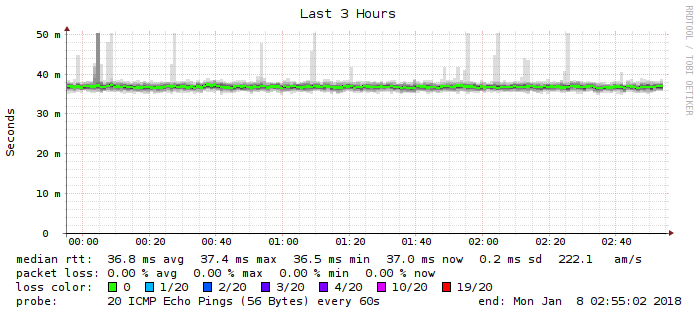 Last 3 Hours
RRDTOOL / TOBI OETIKER
Seconds
50 m
40 m
30 m
20 m
10 m
0
00:00 00:20 00:40 01:00 01:20 01:40 02:00 02:20 02:40
median rtt: 36.8 ms avg 37.4 ms max 36.5 ms min 37.0 ms now 0.2 ms sd 222.1 am/s
packet loss: 0.00 % avg 0.00 % max 0.00 % min 0.00 % now
loss color: 0 1/20 2/20 3/20 4/20 10/20 19/20
probe: 20 ICMP Echo Pings (56 Bytes) every 60s end: Mon Jan 8 02:55:02 2018